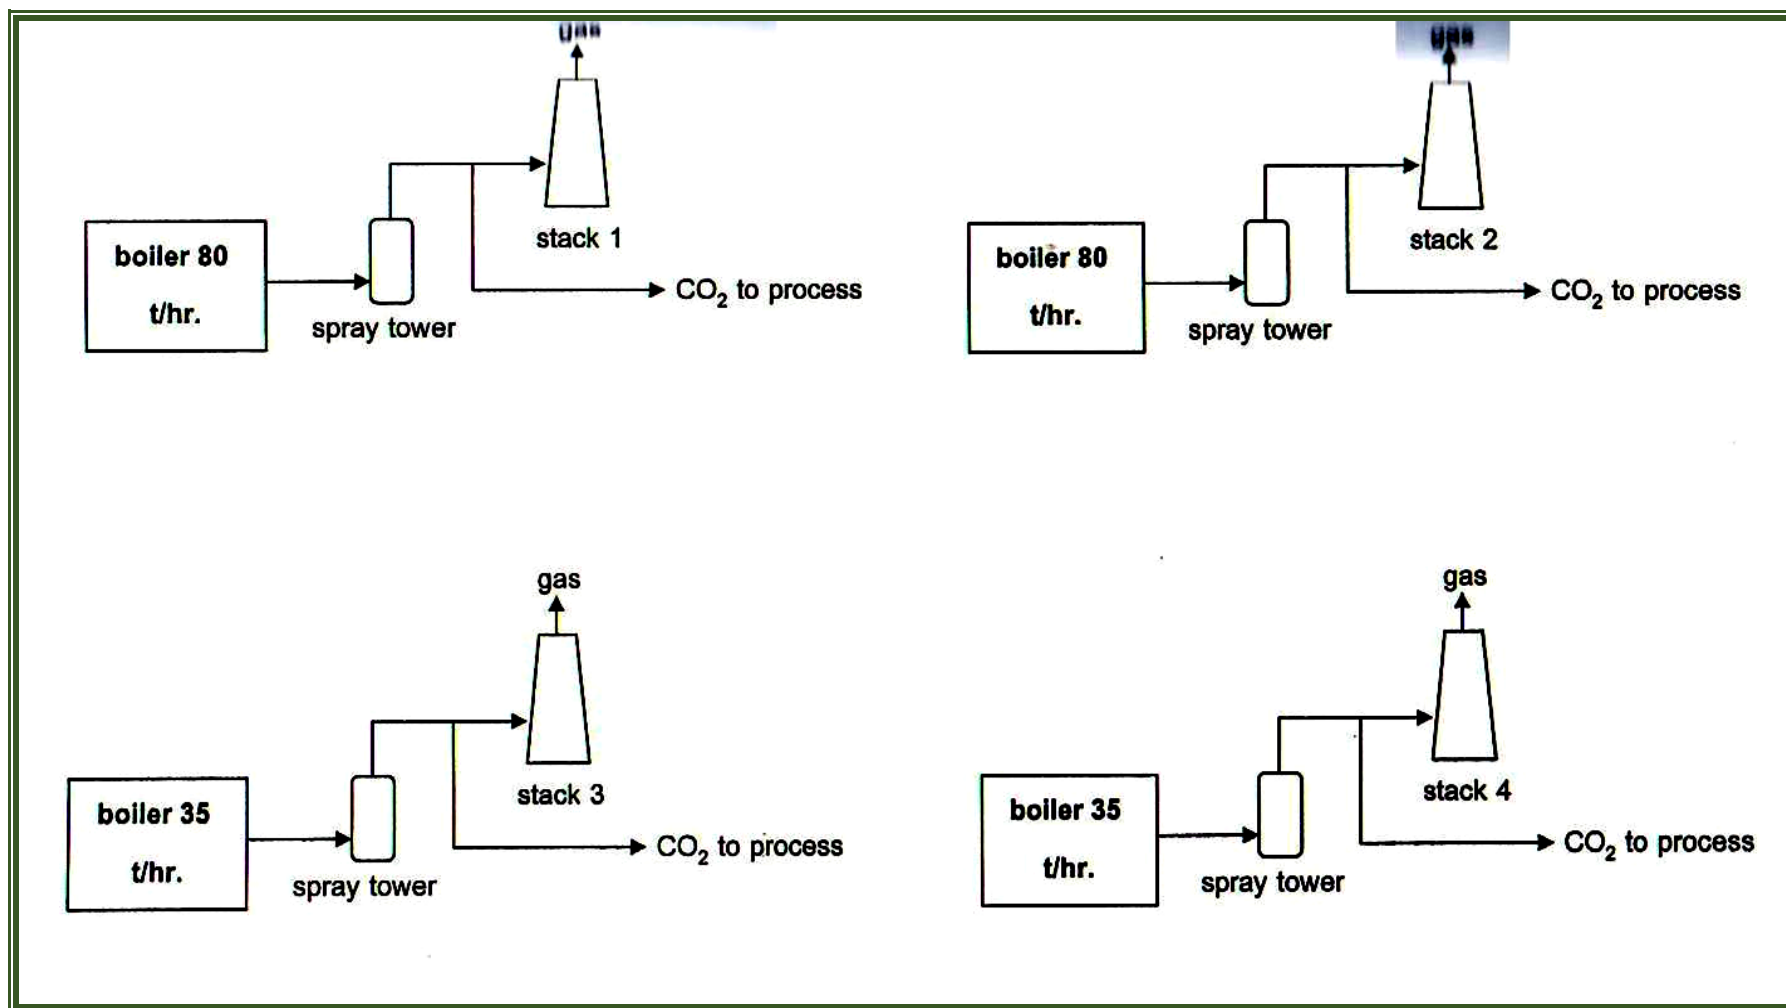 gas
gas
stack 1
stack 2
boiler 80
t/hr.
boiler 80
t/hr.
CO₂ to process
CO₂ to process
spray tower
spray tower
gas
gas
stack 3
stack 4
boiler 35
t/hr.
boiler 35
t/hr.
CO₂ to process
CO₂ to process
spray tower
spray tower